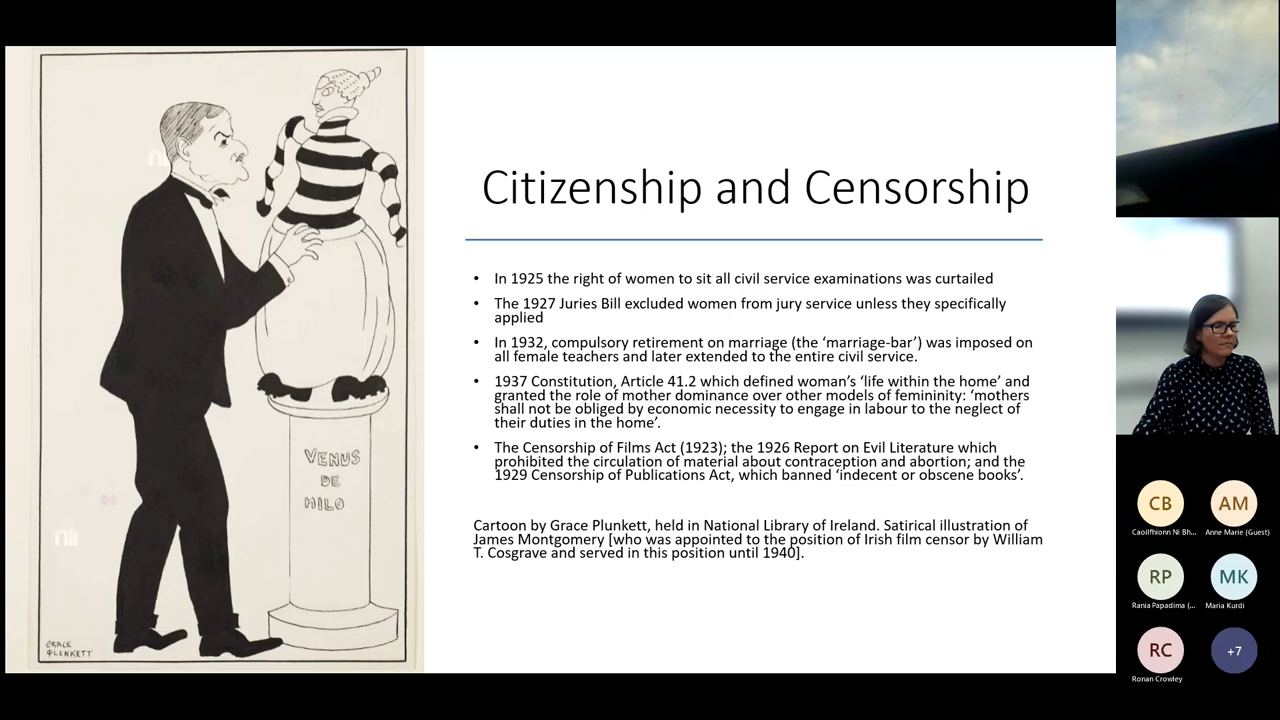 Citizenship and Censorship
• In 1925 the right of women to sit all civil service examinations was curtailed
• The 1927 Juries Bill excluded women from jury service unless they specifically
applied
• In 1932, compulsory retirement on marriage (the ‘marriage-bar’) was imposed on
all female teachers and later extended to the entire civil service.
• 1937 Constitution, Article 41.2 which defined woman’s ‘life within the home’ and
granted the role of mother dominance over other models of femininity: ‘mothers
shall not be obliged by economic necessity to engage in labour to the neglect of
their duties in the home’.
• The Censorship of Films Act (1923); the 1926 Report on Evil Literature which
prohibited the circulation of material about contraception and abortion; and the
1929 Censorship of Publications Act, which banned ‘indecent or obscene books’.
Cartoon by Grace Plunkett, held in National Library of Ireland. Satirical illustration of
James Montgomery [who was appointed to the position of Irish film censor by William
T. Cosgrave and served in this position until 1940].
VENUS
DE
MILO
GRACE
PLUNKETT
nli
CB
Caoilfhionn Ni Bh...
AM
Anne Marie (Guest)
RP
Rania Papadima (...
MK
Maria Kurdi
RC
Ronan Crowley
+7